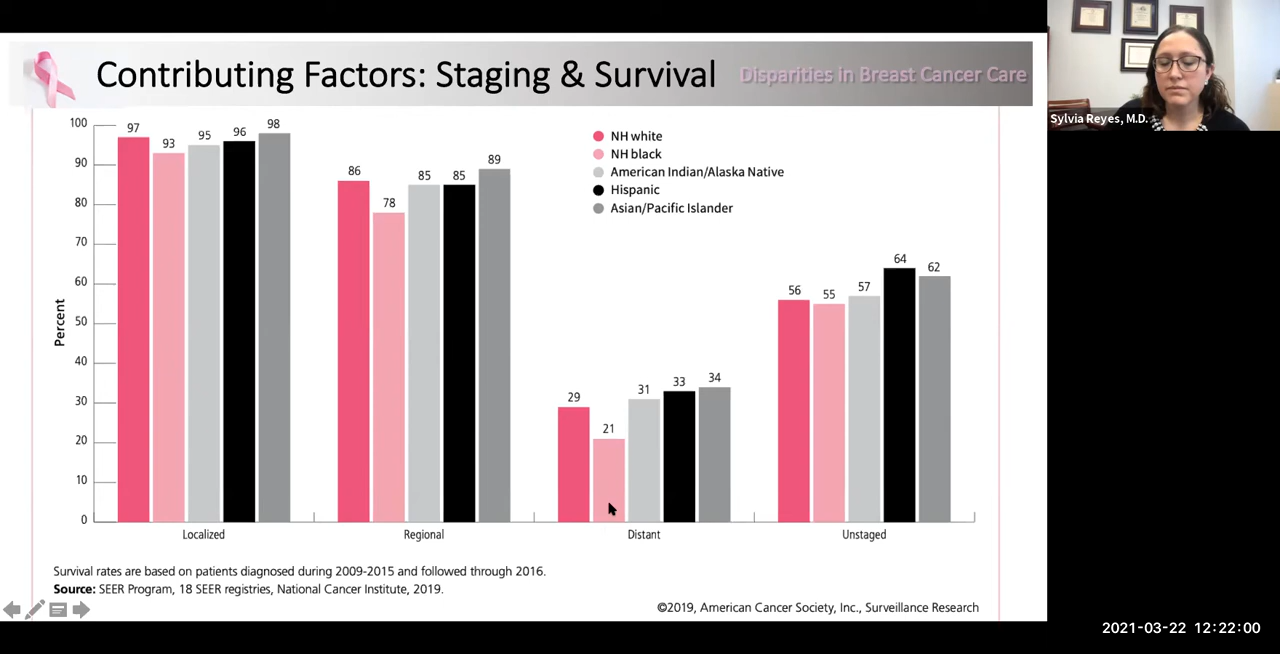 Contributing Factors: Staging & Survival
Disparities in Breast Cancer Care
Sylvia Reyes, M.D.
100
90
80
70
60
50
40
30
20
10
0
Percent
97
93
95
96
98
86
78
85
85
89
29
21
31
33
34
56
55
57
64
62
NH white
NH black
American Indian/Alaska Native
Hispanic
Asian/Pacific Islander
Localized
Regional
Distant
Unstaged
Survival rates are based on patients diagnosed during 2009-2015 and followed through 2016.
Source: SEER Program, 18 SEER registries, National Cancer Institute, 2019.
©2019, American Cancer Society, Inc., Surveillance Research
2021-03-22 12:22:00